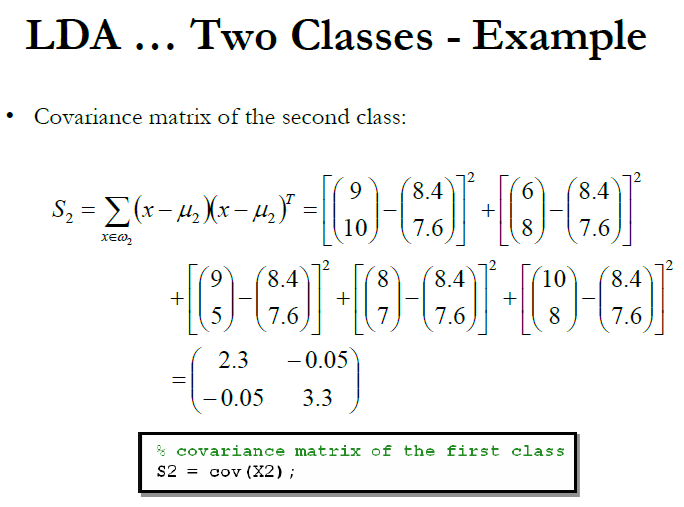 LDA … Two Classes - Example
• Covariance matrix of the second class:
$S_2 = \sum_{x \in \omega_2} (x - \mu_2)(x - \mu_2)^T = \left[ \begin{pmatrix} 9 \\ 10 \end{pmatrix} - \begin{pmatrix} 8.4 \\ 7.6 \end{pmatrix} \right]^2 + \left[ \begin{pmatrix} 6 \\ 8 \end{pmatrix} - \begin{pmatrix} 8.4 \\ 7.6 \end{pmatrix} \right]^2$
$+ \left[ \begin{pmatrix} 9 \\ 5 \end{pmatrix} - \begin{pmatrix} 8.4 \\ 7.6 \end{pmatrix} \right]^2 + \left[ \begin{pmatrix} 8 \\ 7 \end{pmatrix} - \begin{pmatrix} 8.4 \\ 7.6 \end{pmatrix} \right]^2 + \left[ \begin{pmatrix} 10 \\ 8 \end{pmatrix} - \begin{pmatrix} 8.4 \\ 7.6 \end{pmatrix} \right]^2$
$= \begin{pmatrix} 2.3 & -0.05 \\ -0.05 & 3.3 \end{pmatrix}$
% covariance matrix of the first class
S2 = cov(X2);